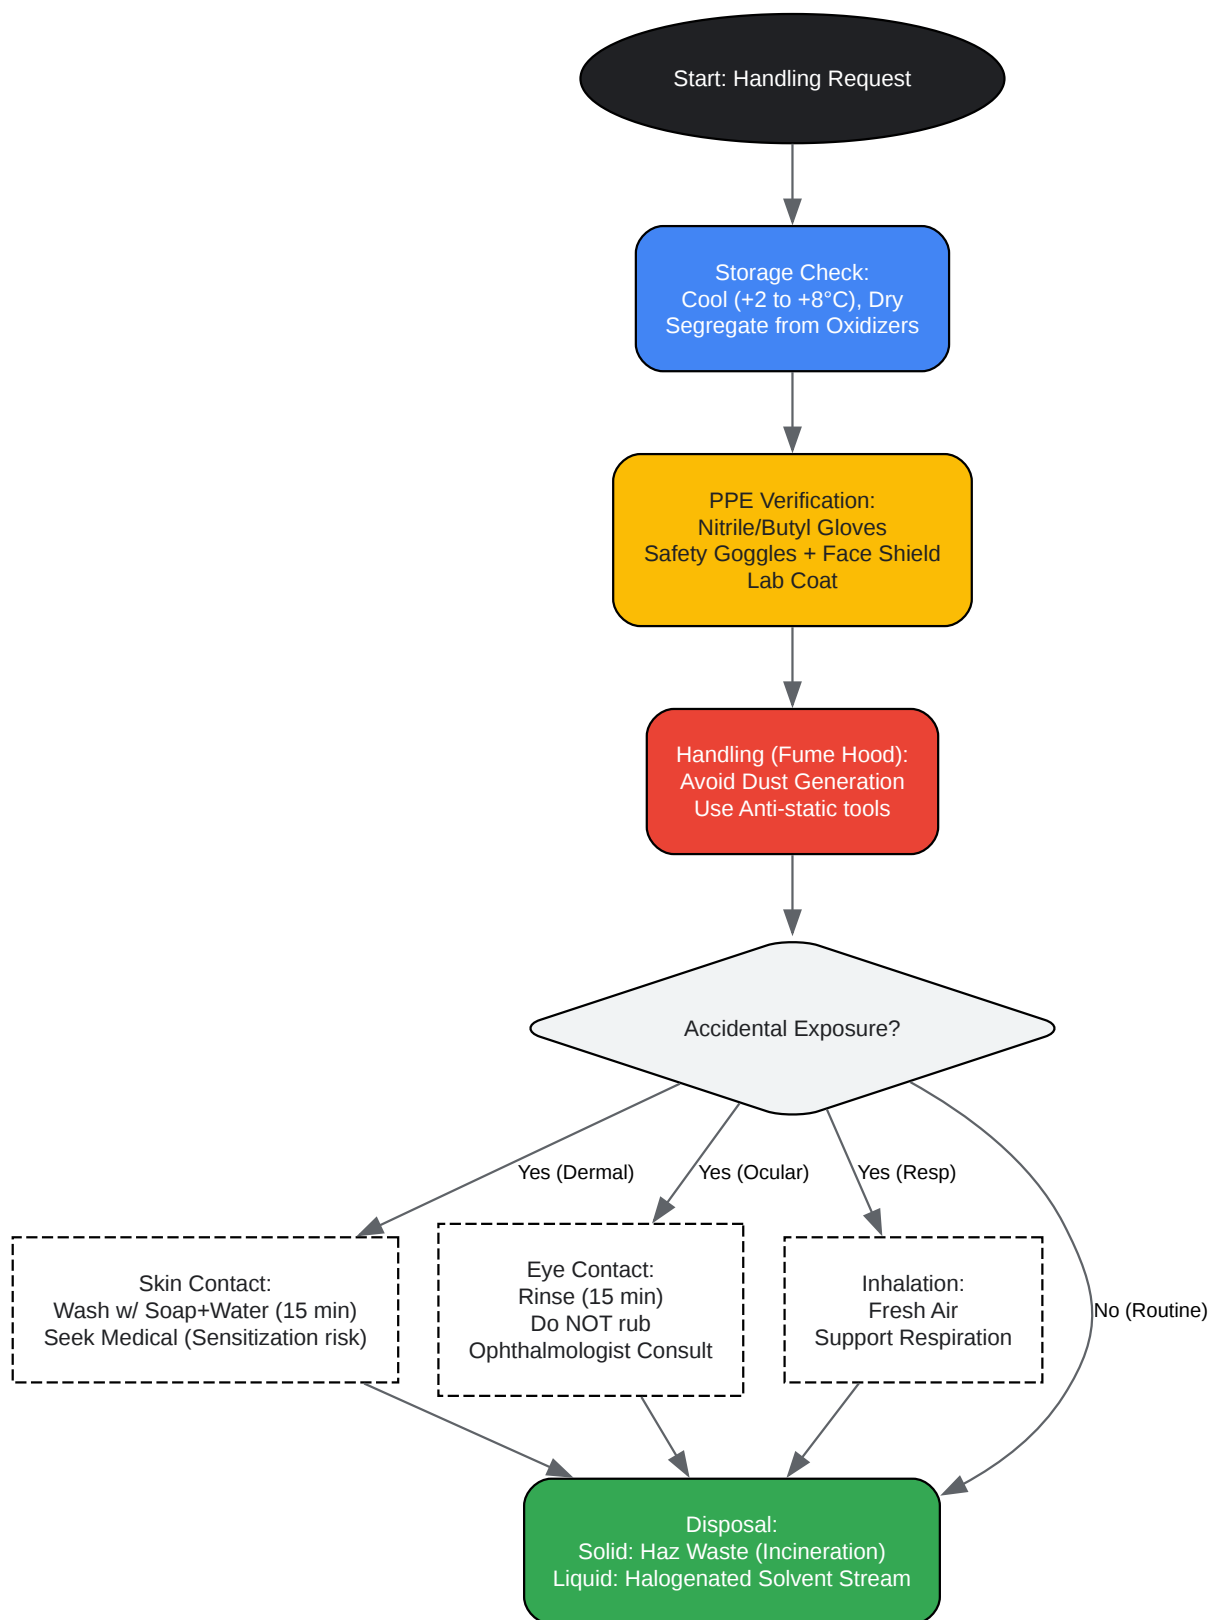 Start: Handling Request
Storage Check:
Cool (+2 to +8°C), Dry
Segregate from Oxidizers
PPE Verification:
Nitrile/Butyl Gloves
Safety Goggles + Face Shield
Lab Coat
Handling (Fume Hood):
Avoid Dust Generation
Use Anti-static tools
Accidental Exposure?
Yes (Dermal)
Yes (Ocular)
Yes (Resp)
No (Routine)
Skin Contact:
Wash w/ Soap+Water (15 min)
Seek Medical (Sensitization risk)
Eye Contact:
Rinse (15 min)
Do NOT rub
Ophthalmologist Consult
Inhalation:
Fresh Air
Support Respiration
Disposal:
Solid: Haz Waste (Incineration)
Liquid: Halogenated Solvent Stream